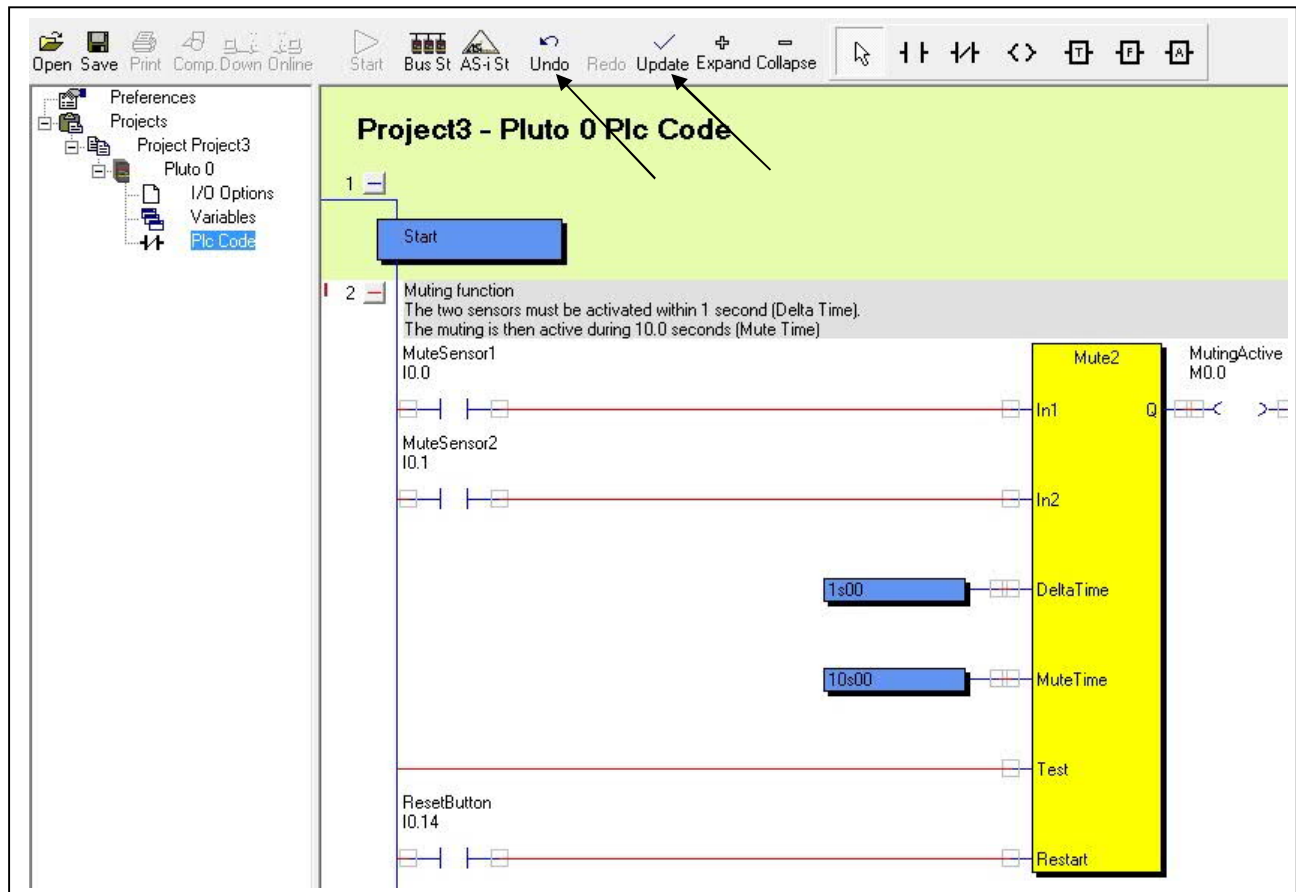 Open Save Print Comp. Down Online Start Bus St AS-i St Undo Redo Update Expand Collapse T F A
Preferences
Projects
Project Project3
Pluto 0
I/O Options
Variables
Plc Code
Project3 - Pluto 0 Plc Code
1
Start
2 Muting function
The two sensors must be activated within 1 second (Delta Time).
The muting is then active during 10.0 seconds (Mute Time)
MuteSensor1
I0.0
Mute2
MutingActive
M0.0
In1 Q
MuteSensor2
I0.1
In2
1s00 DeltaTime
10s00 MuteTime
Test
ResetButton
I0.14
Restart